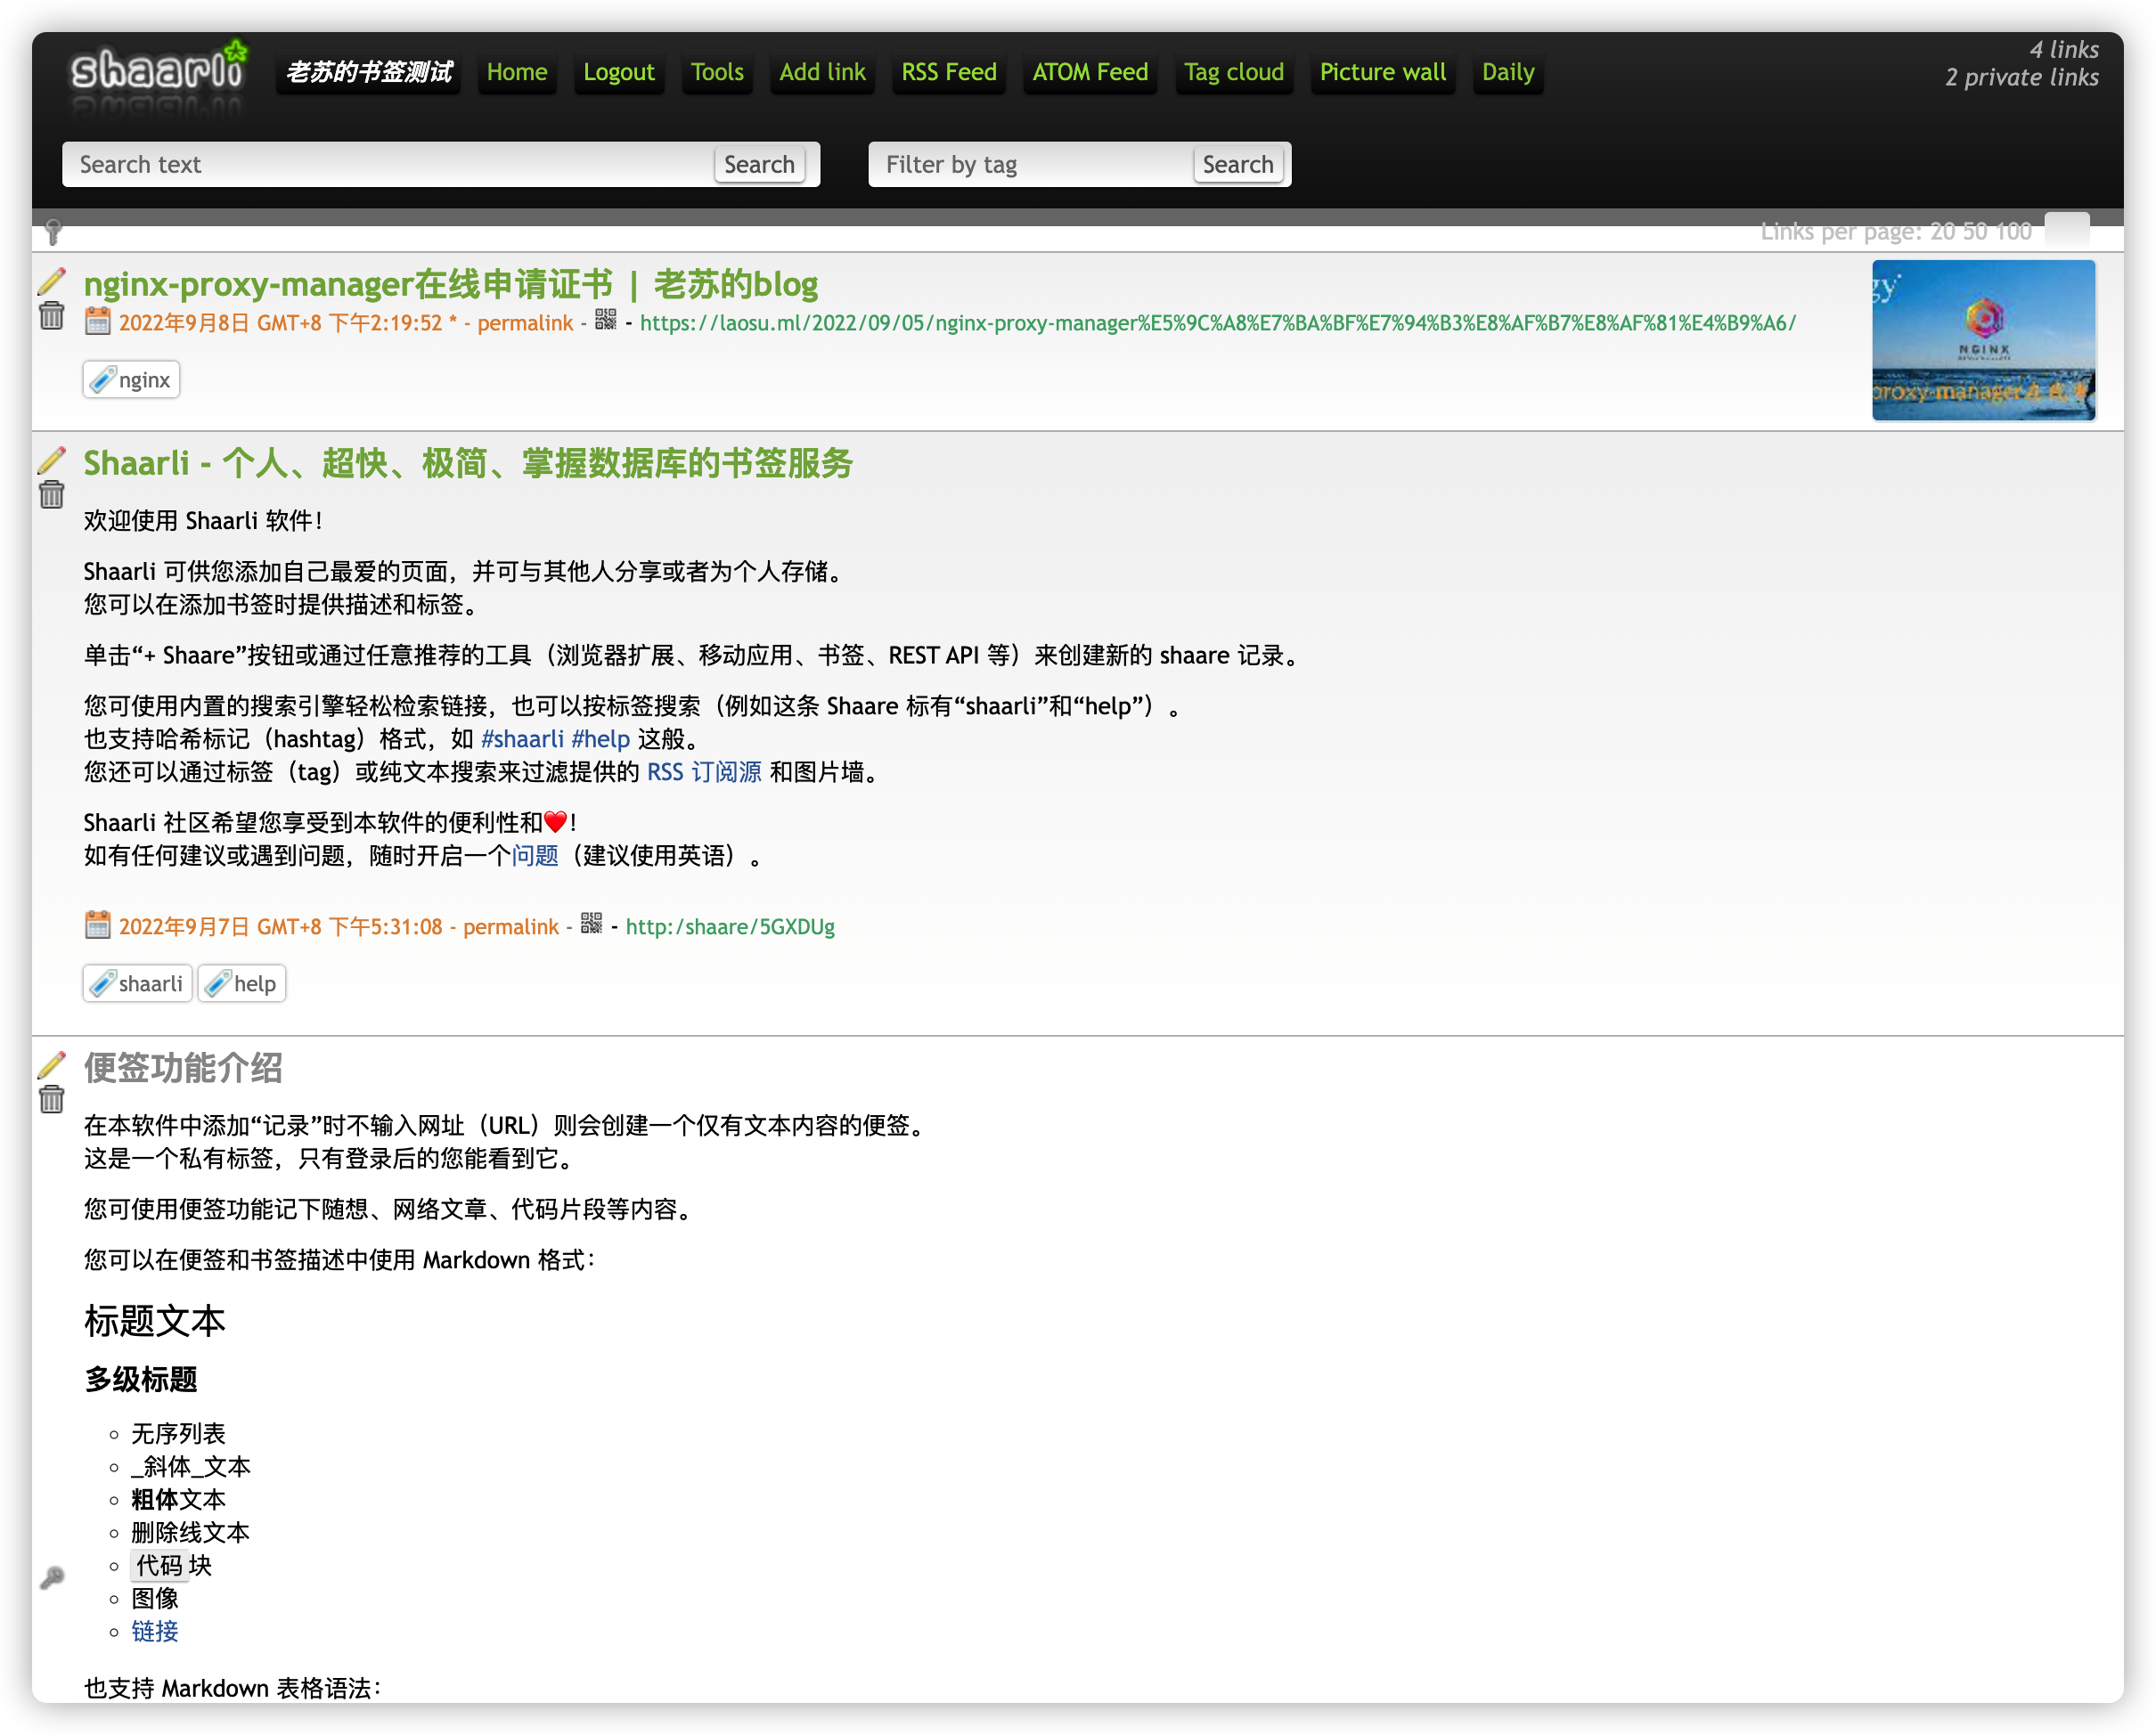 shaarli
老苏的书签测试 Home Logout Tools Add link RSS Feed ATOM Feed Tag cloud Picture wall Daily
4 links
2 private links
Search text Search Filter by tag Search
Links per page: 20 50 100
nginx-proxy-manager在线申请证书 | 老苏的blog
2022年9月8日 GMT+8 下午2:19:52 * - permalink - - https://laosu.ml/2022/09/05/nginx-proxy-manager%E5%9C%A8%E7%BA%BF%E7%94%B3%E8%AF%B7%E8%AF%81%E4%B9%A6/
nginx
gy
NGINX
proxy-manager
Shaarli - 个人、超快、极简、掌握数据库的书签服务
欢迎使用 Shaarli 软件！
Shaarli 可供您添加自己最爱的页面，并可与其他人分享或者为个人存储。
您可以在添加书签时提供描述和标签。
单击“+ Shaare”按钮或通过任意推荐的工具（浏览器扩展、移动应用、书签、REST API 等）来创建新的 shaare 记录。
您可使用内置的搜索引擎轻松检索链接，也可以按标签搜索（例如这条 Shaare 标有“shaarli”和“help”）。
也支持哈希标记（hashtag）格式，如 #shaarli #help 这般。
您还可以通过标签（tag）或纯文本搜索来过滤提供的 RSS 订阅源 和图片墙。
Shaarli 社区希望您享受到本软件的便利性和❤️！
如有任何建议或遇到问题，随时开启一个问题（建议使用英语）。
2022年9月7日 GMT+8 下午5:31:08 - permalink - - http:/shaare/5GXDUg
shaarli help
便签功能介绍
在本软件中添加“记录”时不输入网址（URL）则会创建一个仅有文本内容的便签。
这是一个私有标签，只有登录后的您能看到它。
您可使用便签功能记下随想、网络文章、代码片段等内容。
您可以在便签和书签描述中使用 Markdown 格式：
标题文本
多级标题
无序列表
_斜体_文本
粗体文本
删除线文本
代码块
图像
链接
也支持 Markdown 表格语法：